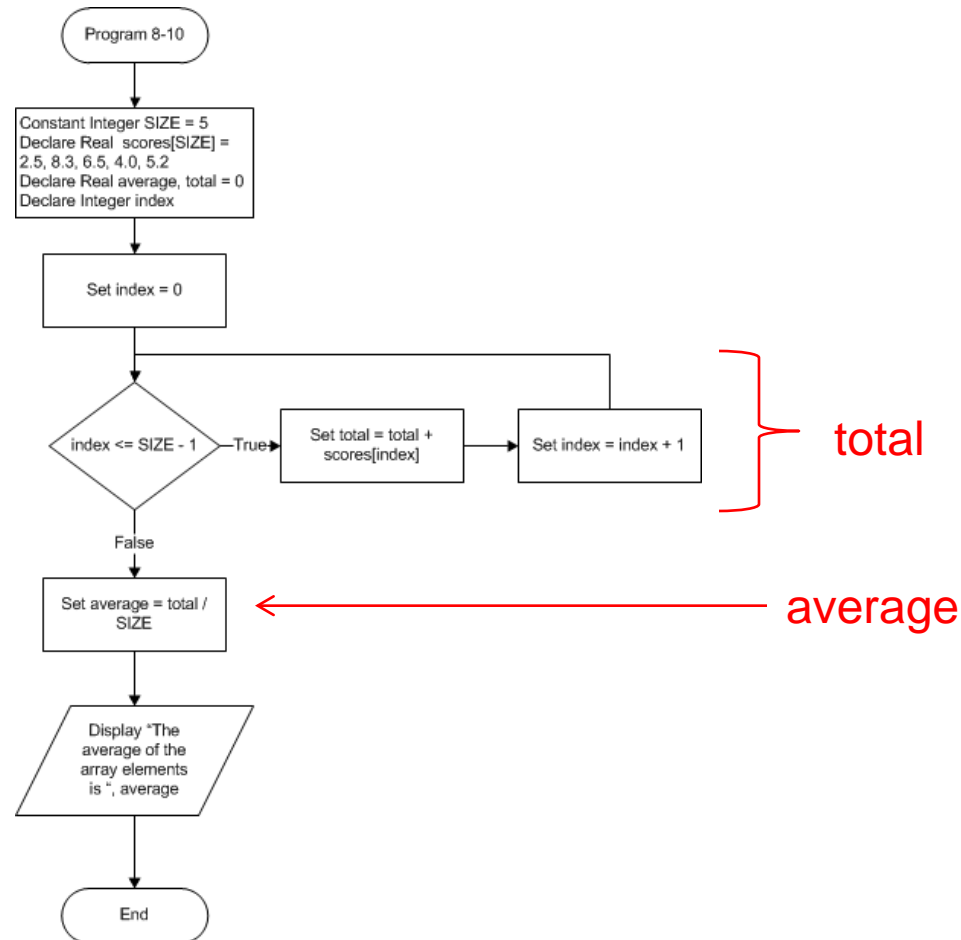 Program 8-10
Constant Integer SIZE = 5
Declare Real  scores[SIZE] =
2.5, 8.3, 6.5, 4.0, 5.2
Declare Real average, total = 0
Declare Integer index
Set index = 0
index <= SIZE - 1
True
Set total = total +
scores[index]
Set index = index + 1
total
False
Set average = total /
SIZE
average
Display “The
average of the
array elements
is “, average
End